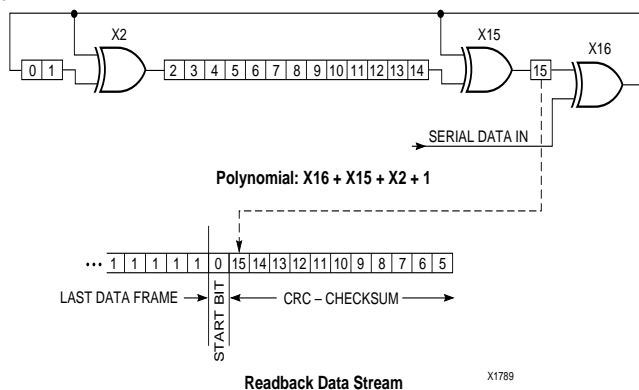 X2
X15
X16
0 1
2 3 4 5 6 7 8 9 10 11 12 13 14
15
SERIAL DATA IN
Polynomial: X16 + X15 + X2 + 1
••• 1 1 1 1 1 0 15 14 13 12 11 10 9 8 7 6 5
LAST DATA FRAME
START BIT
CRC – CHECKSUM
Readback Data Stream
X1789